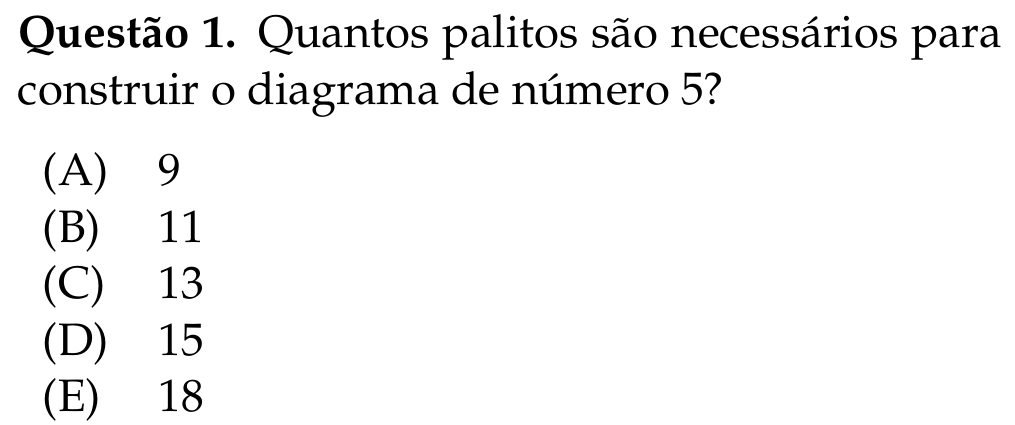 Questão 1. Quantos palitos são necessários para
construir o diagrama de número 5?
(A) 9
(B) 11
(C) 13
(D) 15
(E) 18